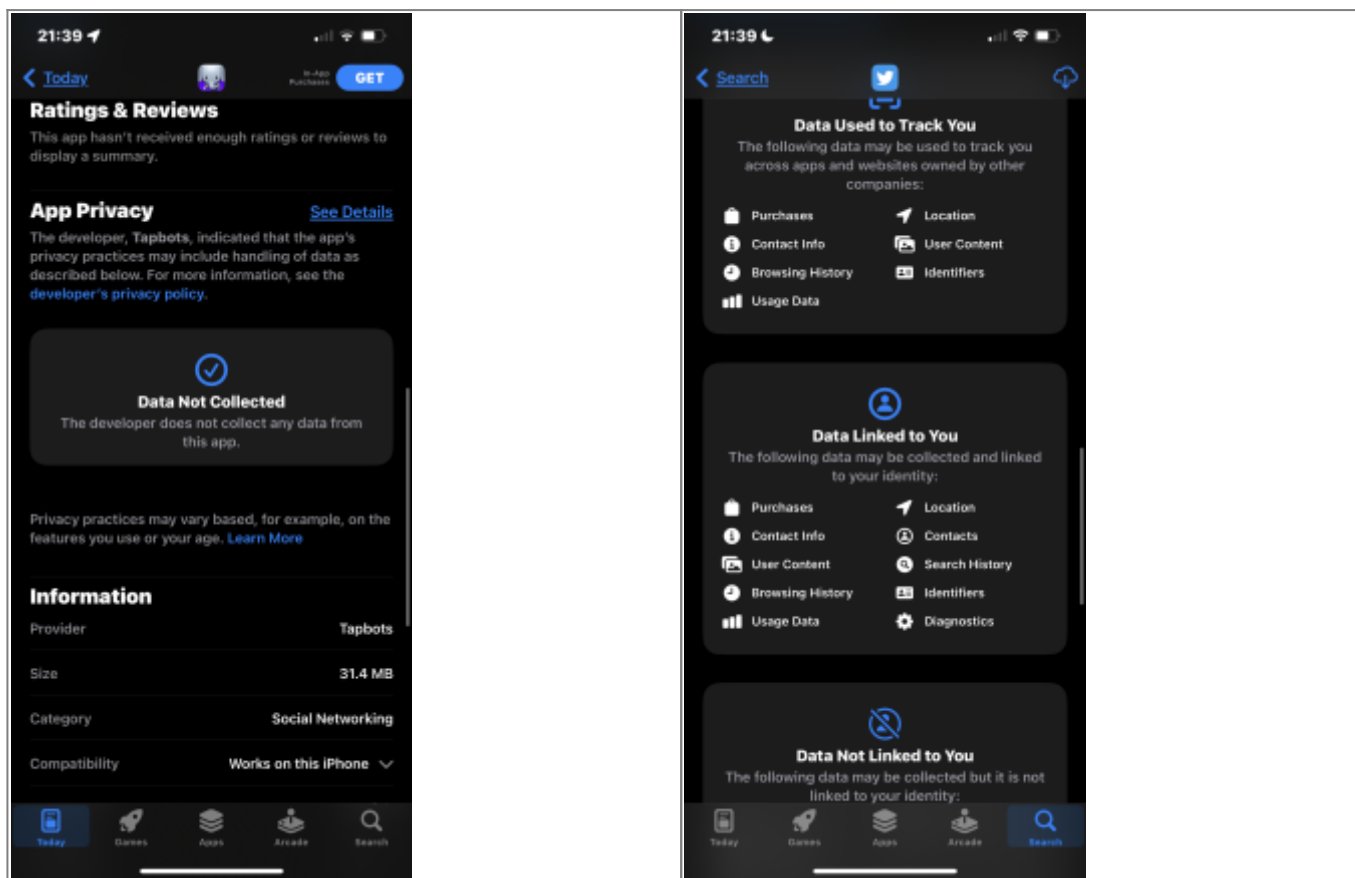 21:39
Today
In-App
Purchases
GET
Ratings & Reviews
This app hasn't received enough ratings or reviews to
display a summary.
App Privacy
See Details
The developer, Tapbots, indicated that the app's
privacy practices may include handling of data as
described below. For more information, see the
developer's privacy policy.
Data Not Collected
The developer does not collect any data from
this app.
Privacy practices may vary based, for example, on the
features you use or your age. Learn More
Information
Provider
Tapbots
Size
31.4 MB
Category
Social Networking
Compatibility
Works on this iPhone
Today
Games
Apps
Arcade
Search
21:39
Search
Data Used to Track You
The following data may be used to track you
across apps and websites owned by other
companies:
Purchases
Location
Contact Info
User Content
Browsing History
Identifiers
Usage Data
Data Linked to You
The following data may be collected and linked
to your identity:
Purchases
Location
Contact Info
Contacts
User Content
Search History
Browsing History
Identifiers
Usage Data
Diagnostics
Data Not Linked to You
The following data may be collected but it is not
linked to your identity:
Today
Games
Apps
Arcade
Search